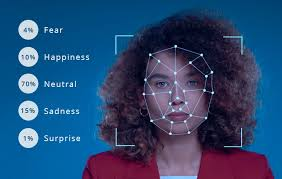 4% Fear
10% Happiness
70% Neutral
15% Sadness
1% Surprise